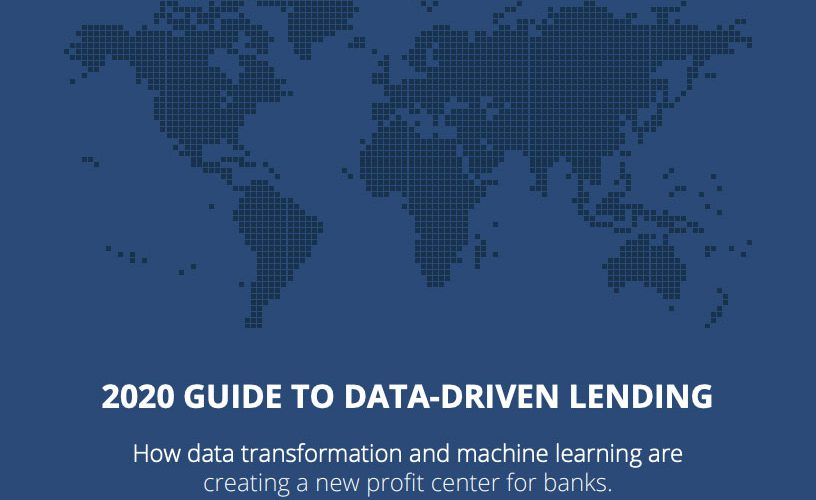 2020 GUIDE TO DATA-DRIVEN LENDING
How data transformation and machine learning are
creating a new profit center for banks.